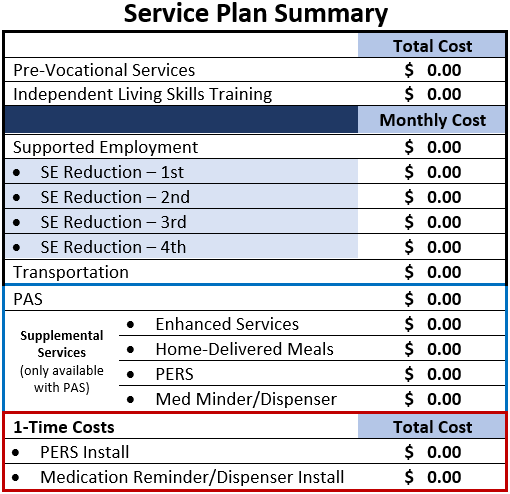 Service Plan Summary
Total Cost
Pre-Vocational Services $ 0.00
Independent Living Skills Training $ 0.00
Monthly Cost
Supported Employment $ 0.00
• SE Reduction – 1st $ 0.00
• SE Reduction – 2nd $ 0.00
• SE Reduction – 3rd $ 0.00
• SE Reduction – 4th $ 0.00
Transportation $ 0.00
PAS $ 0.00
Supplemental
Services
(only available
with PAS)
• Enhanced Services $ 0.00
• Home-Delivered Meals $ 0.00
• PERS $ 0.00
• Med Minder/Dispenser $ 0.00
1-Time Costs Total Cost
• PERS Install $ 0.00
• Medication Reminder/Dispenser Install $ 0.00